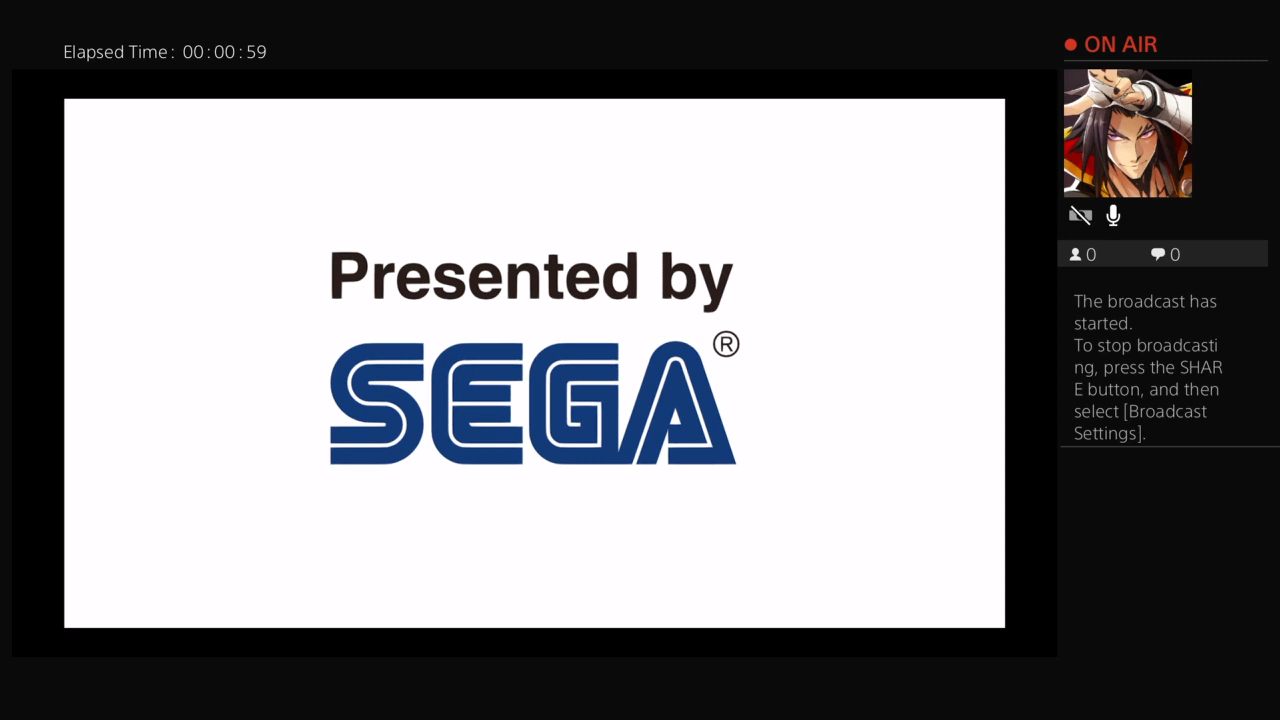 Elapsed Time: 00:00:59
ON AIR
Presented by
SEGA®
0 0
The broadcast has
started.
To stop broadcasti
ng, press the SHAR
E button, and then
select [Broadcast
Settings].